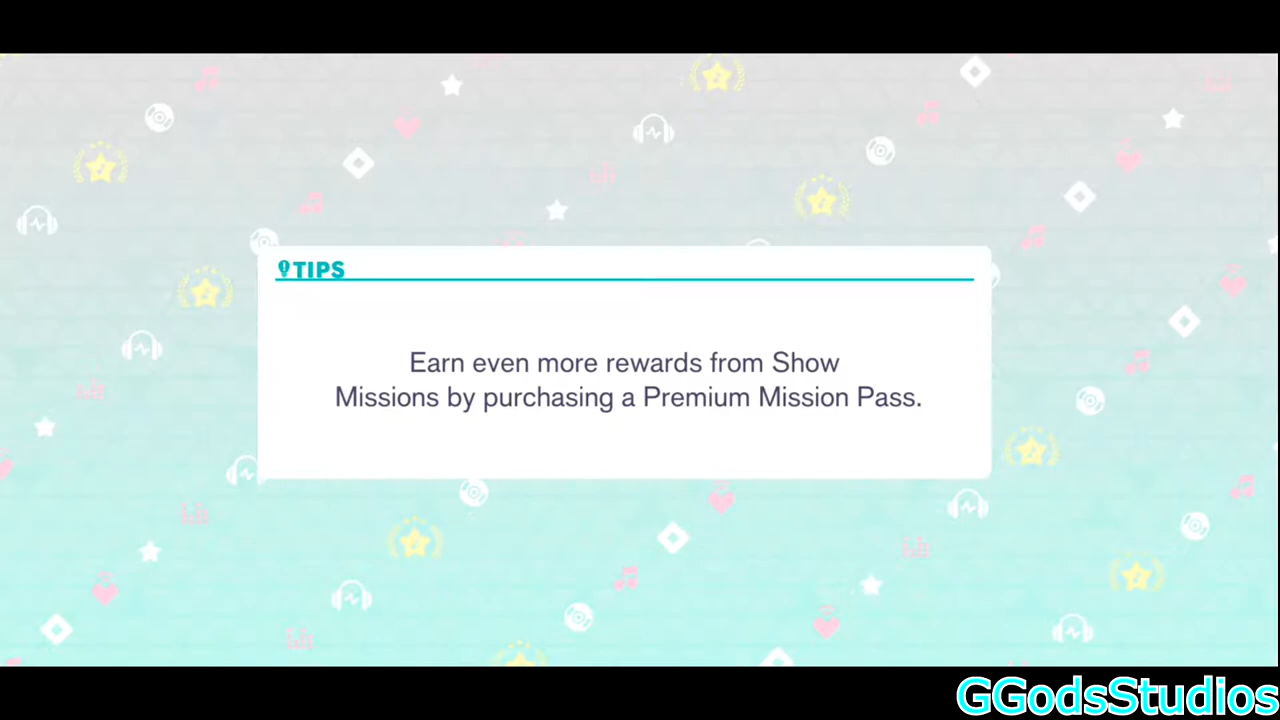 TIPS
Earn even more rewards from Show
Missions by purchasing a Premium Mission Pass.
GGodsStudios